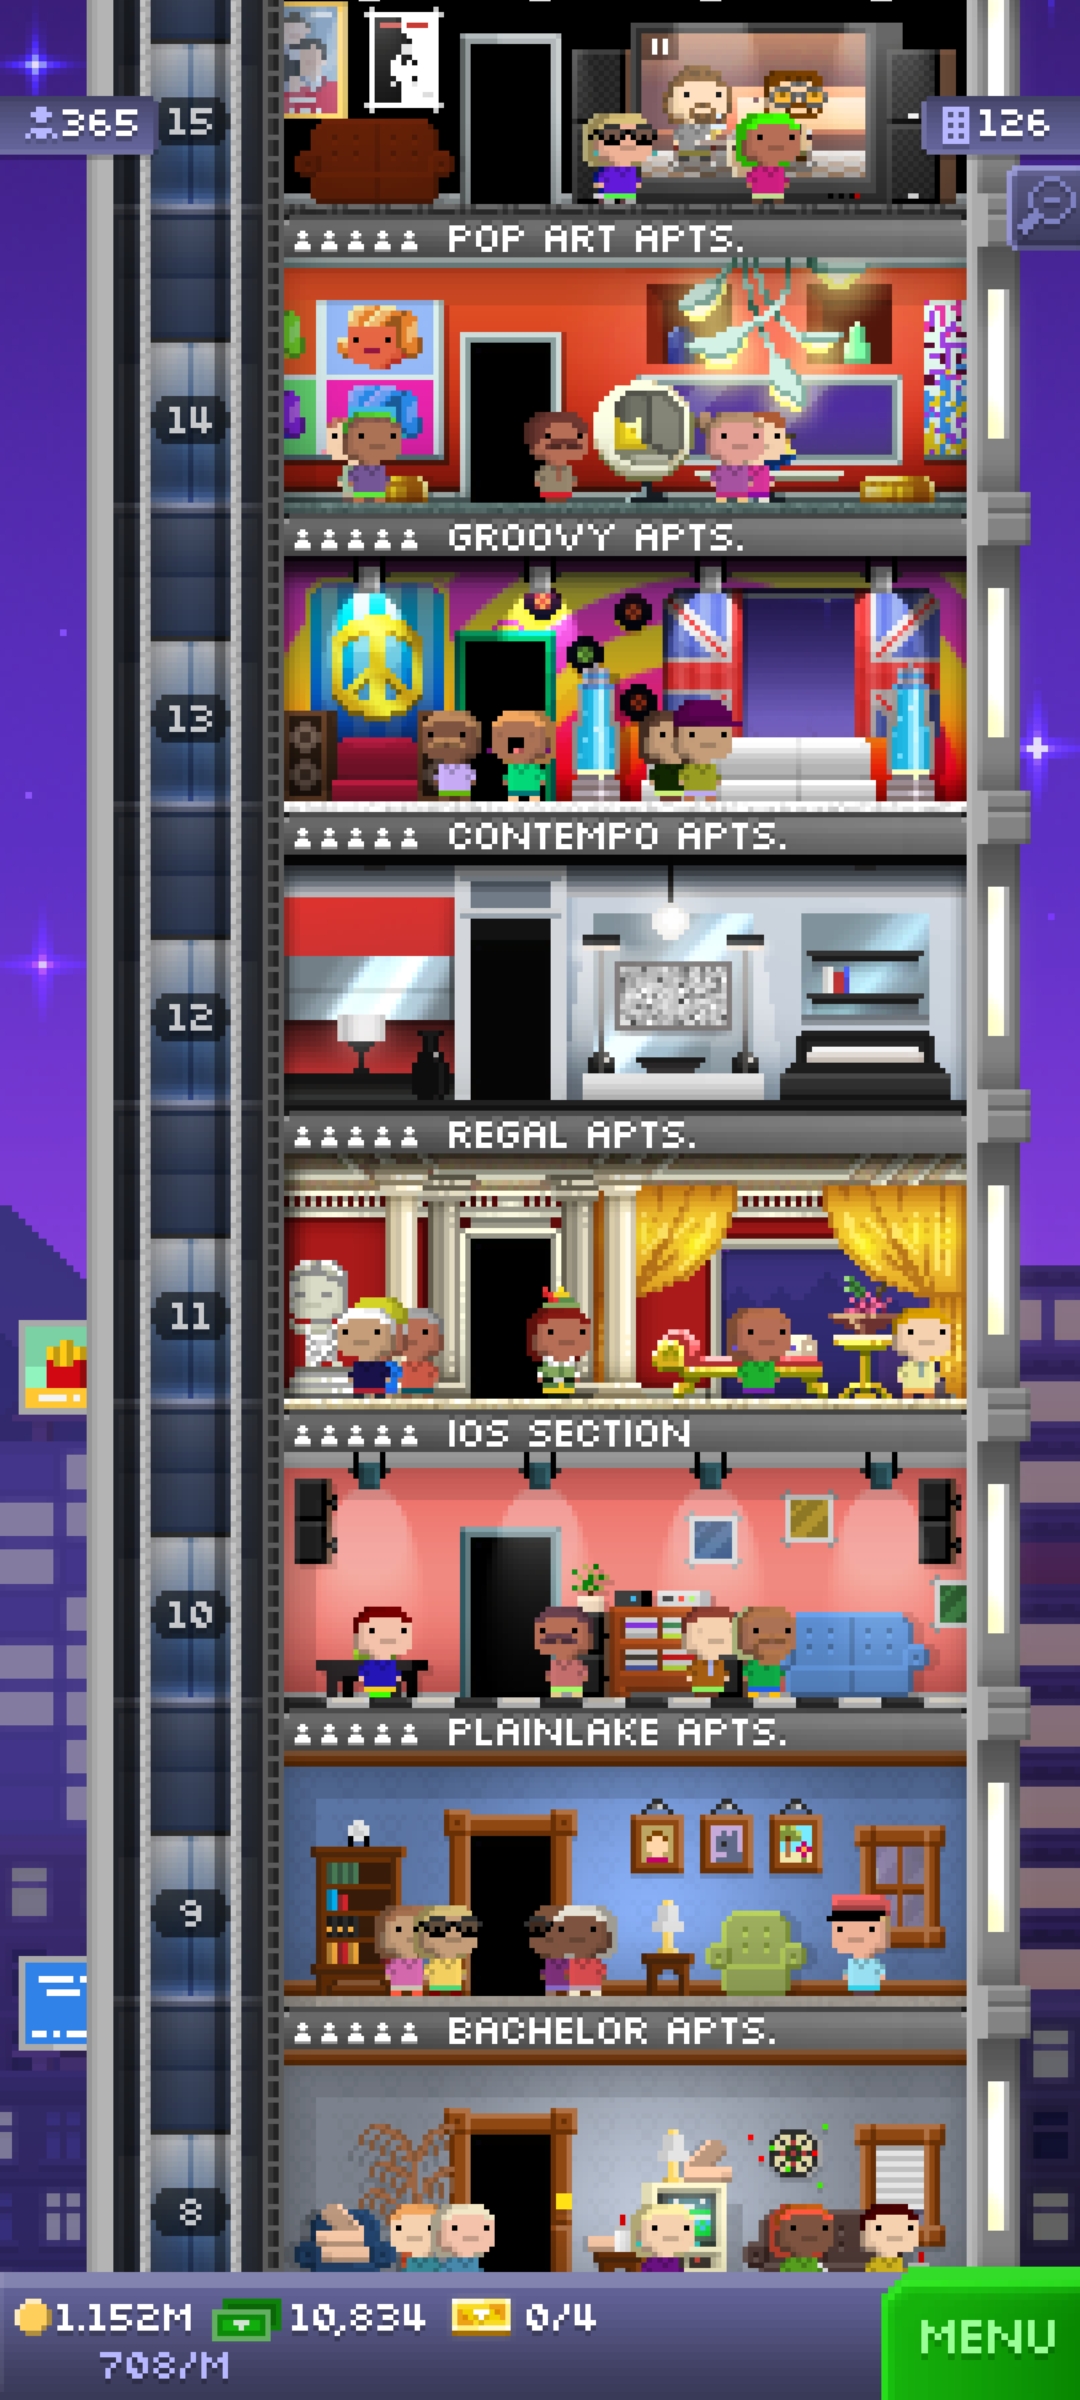 365
15
126
POP ART APTS.
14
GROOVY APTS.
13
CONTEMPO APTS.
12
REGAL APTS.
11
IOS SECTION
10
PLAINLAKE APTS.
9
BACHELOR APTS.
8
1.152M
10,834
0/4
MENU
708/M